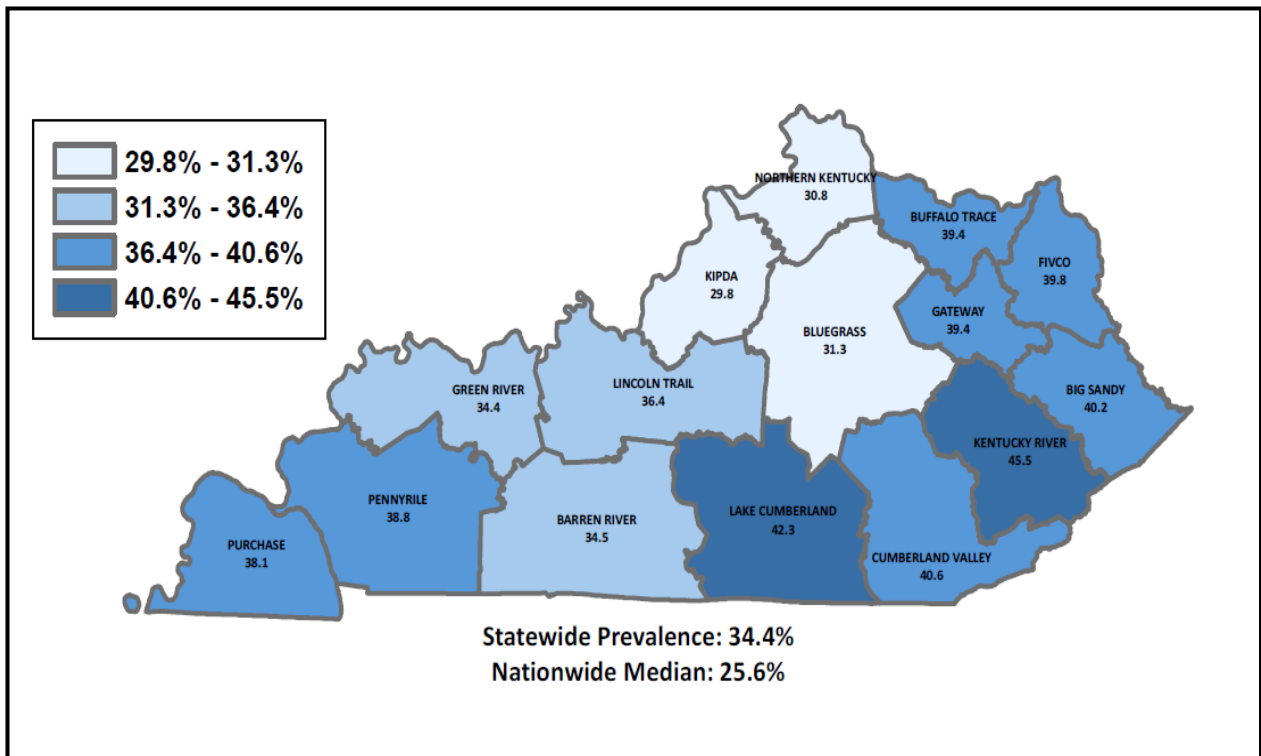 29.8% - 31.3%
31.3% - 36.4%
36.4% - 40.6%
40.6% - 45.5%
NORTHERN KENTUCKY
30.8
BUFFALO TRACE
39.4
FIVCO
39.8
KIPDA
29.8
GATEWAY
39.4
BLUEGRASS
31.3
GREEN RIVER
34.4
LINCOLN TRAIL
36.4
BIG SANDY
40.2
KENTUCKY RIVER
45.5
PENNYRILE
38.8
BARREN RIVER
34.5
LAKE CUMBERLAND
42.3
PURCHASE
38.1
CUMBERLAND VALLEY
40.6
Statewide Prevalence: 34.4%
Nationwide Median: 25.6%